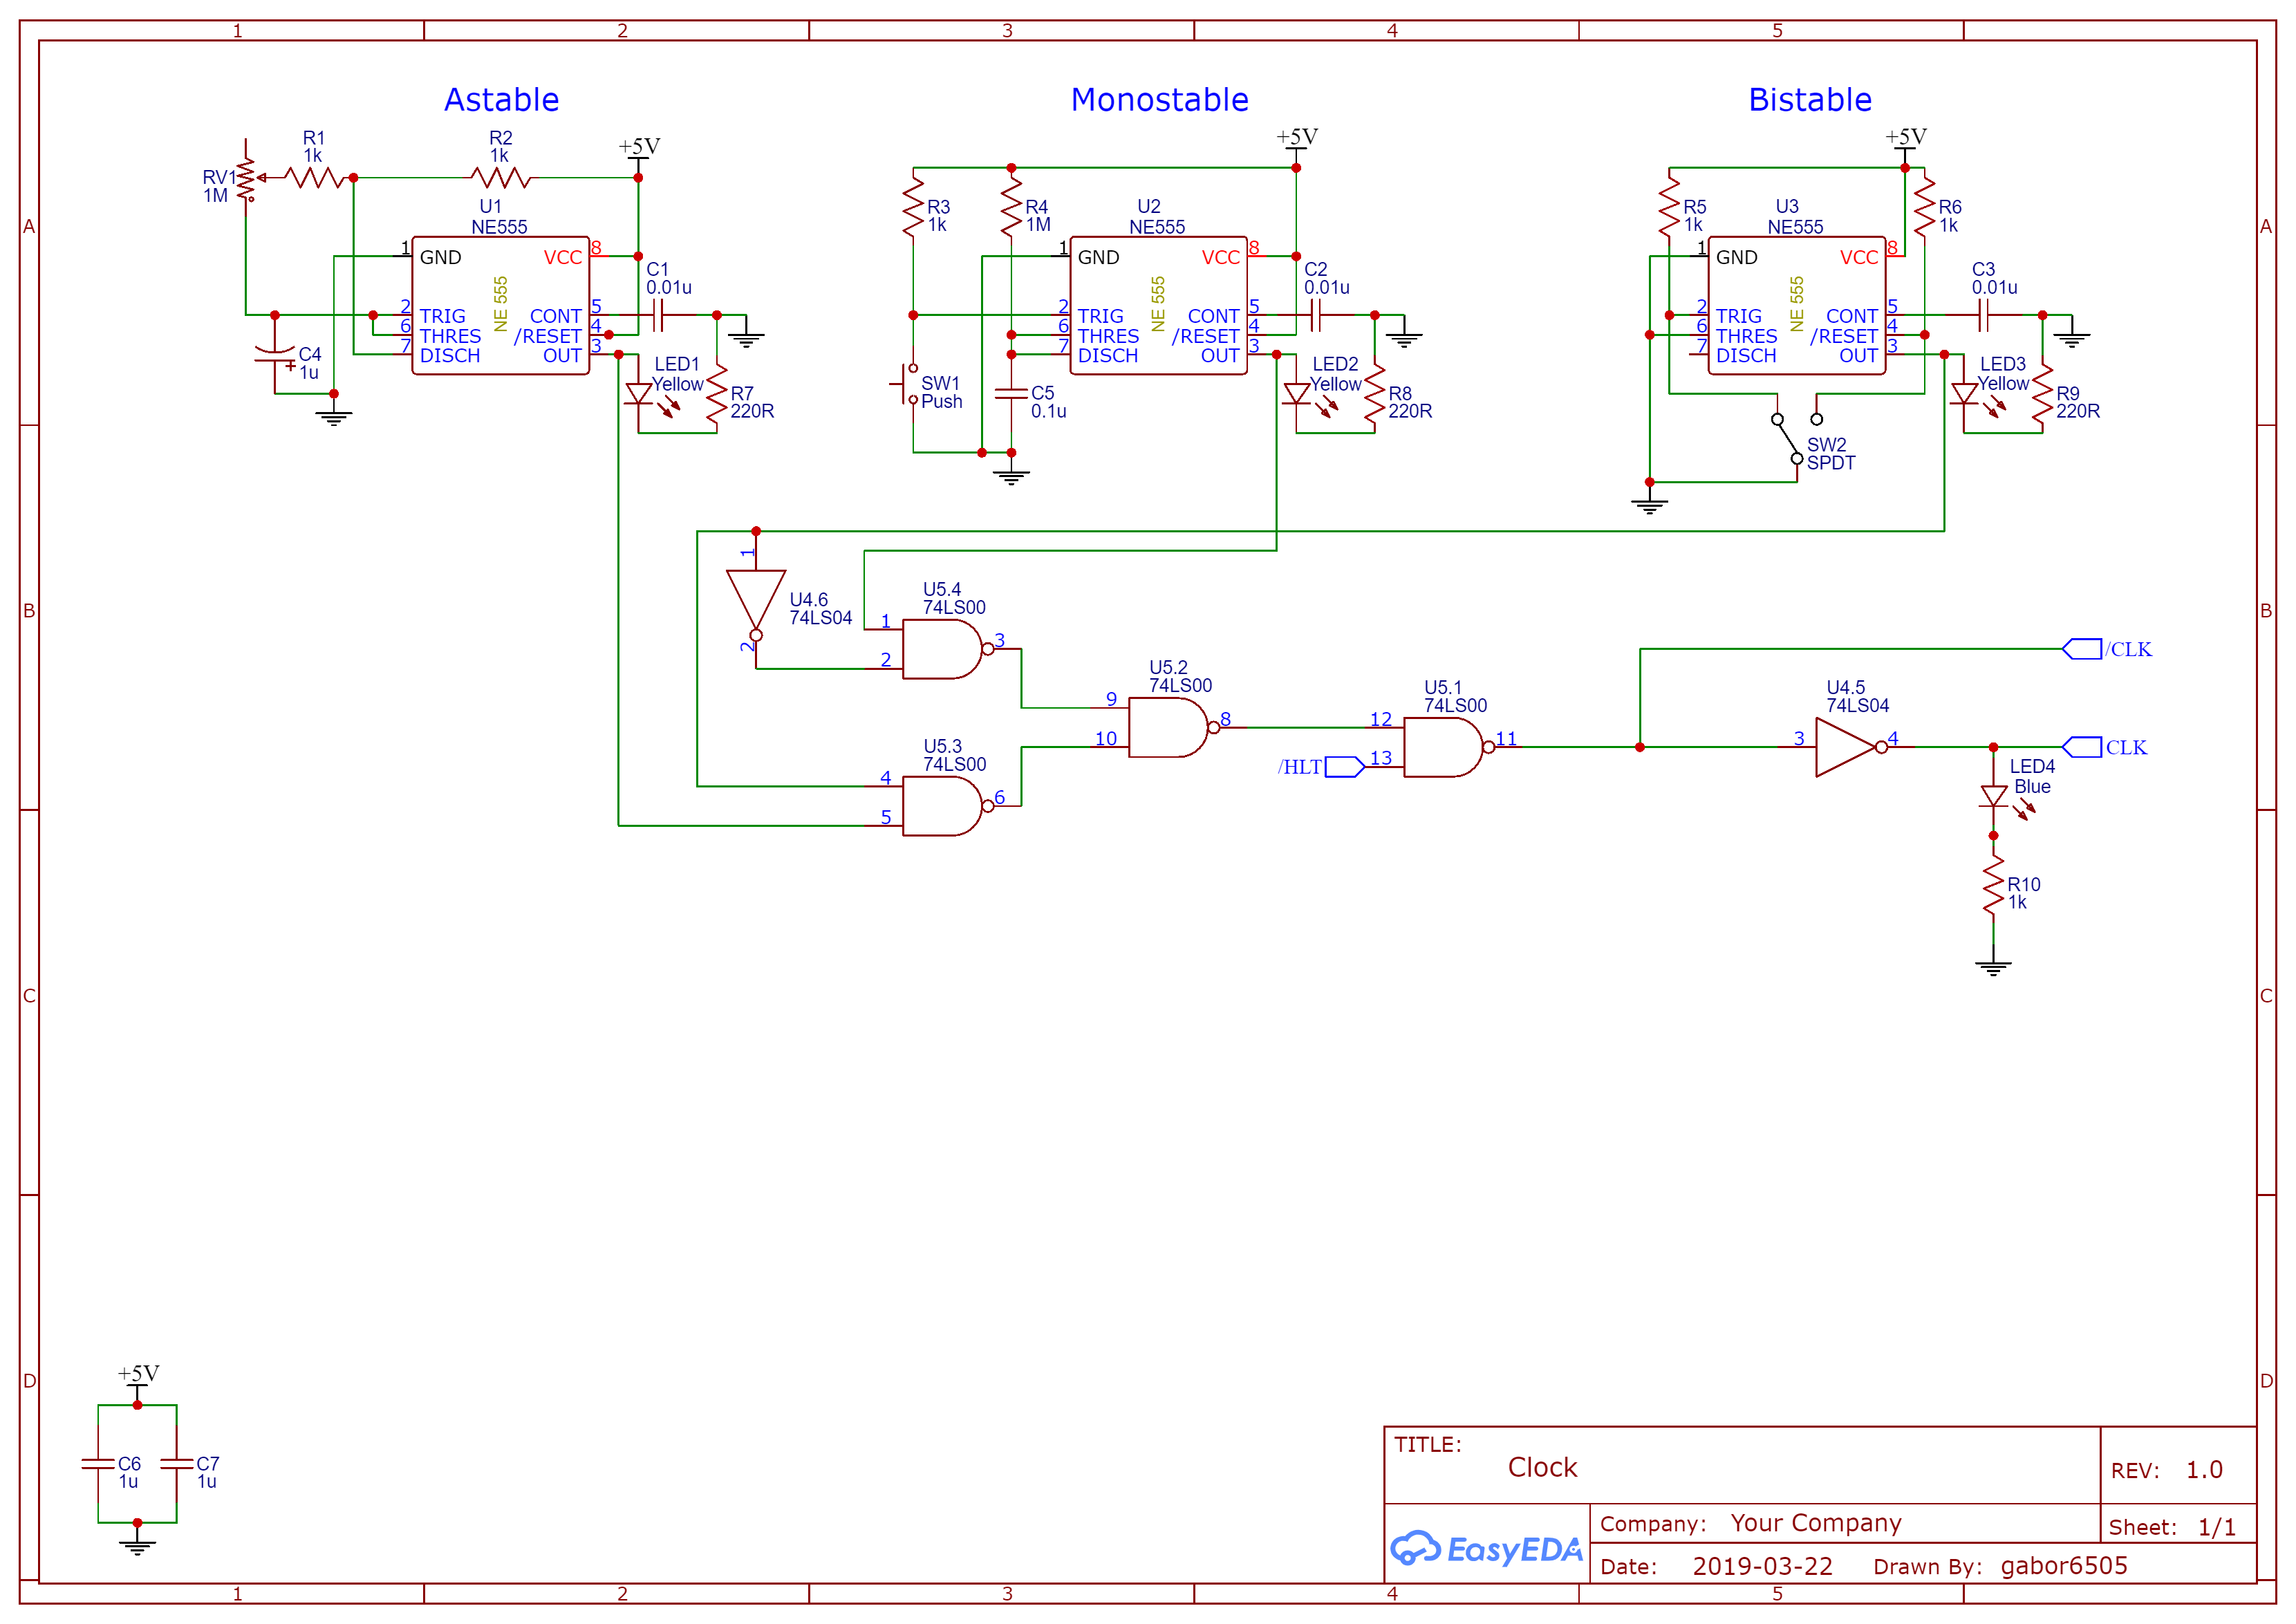 1 2 3 4 5
A
B
C
D
A
B
C
D
1 2 3 4 5
Astable
Monostable
Bistable
RV1
1M
R1
1k
R2
1k
+5V
U1
NE555
NE 555
1 GND
2 TRIG
6 THRES
7 DISCH
VCC 8
CONT 5
/RESET 4
OUT 3
C1
0.01u
C4
+
1u
LED1
Yellow
R7
220R
+5V
R3
1k
R4
1M
U2
NE555
NE 555
1 GND
2 TRIG
6 THRES
7 DISCH
VCC 8
CONT 5
/RESET 4
OUT 3
C2
0.01u
SW1
Push
C5
0.1u
LED2
Yellow
R8
220R
+5V
R5
1k
R6
1k
U3
NE555
NE 555
1 GND
2 TRIG
6 THRES
7 DISCH
VCC 8
CONT 5
/RESET 4
OUT 3
C3
0.01u
LED3
Yellow
R9
220R
SW2
SPDT
1
U4.6
74LS04
2
U5.4
74LS00
1
2
3
U5.3
74LS00
4
5
6
U5.2
74LS00
9
10
8
U5.1
74LS00
12
13
11
/HLT
U4.5
74LS04
3
4
/CLK
CLK
LED4
Blue
R10
1k
+5V
C6
1u
C7
1u
TITLE:
Clock
REV: 1.0
EasyEDA
Company: Your Company
Sheet: 1/1
Date: 2019-03-22 Drawn By: gabor6505